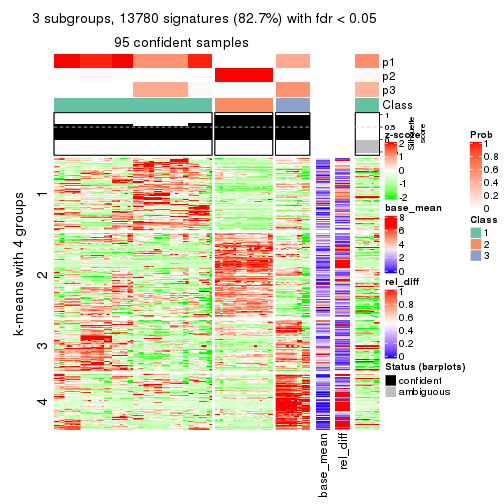 3 subgroups, 13780 signatures (82.7%) with fdr < 0.05
95 confident samples
p1
p2
p3
Class
1
0.5
0
Silhouette
score
k-means with 4 groups
1
2
3
4
base_mean
rel_diff
z-score
2
1
0
-1
-2
base_mean
8
6
4
2
0
rel_diff
1
0.8
0.6
0.4
0.2
0
Status (barplots)
confident
ambiguous
Prob
1
0.8
0.6
0.4
0.2
0
Class
1
2
3